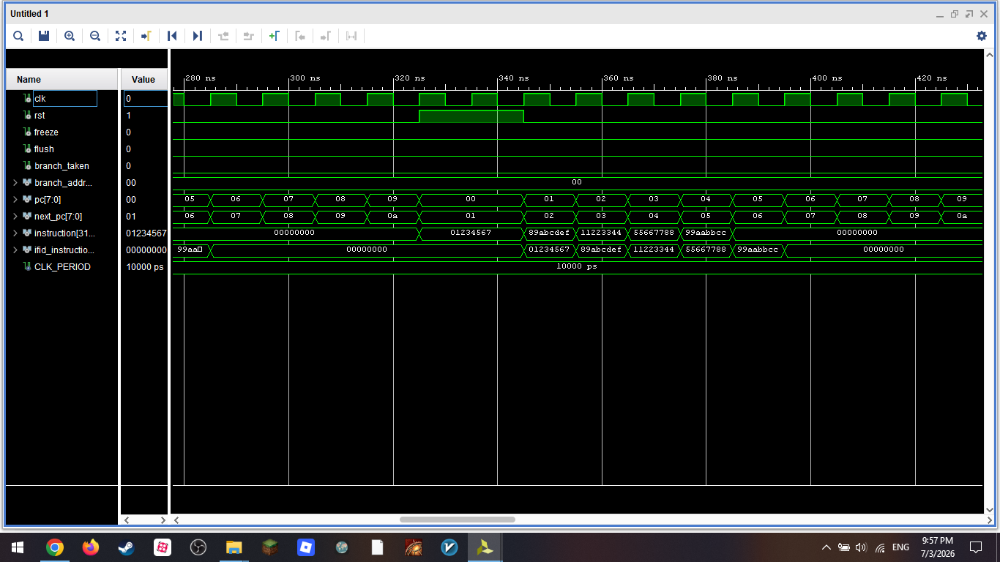 Untitled 1
Name Value
280 ns 300 ns 320 ns 340 ns 360 ns 380 ns 400 ns 420 ns
clk 0
rst 1
freeze 0
flush 0
branch_taken 0
branch_addr... 00 00
pc[7:0] 00 05 06 07 08 09 00 01 02 03 04 05 06 07 08 09
next_pc[7:0] 01 06 07 08 09 0a 01 02 03 04 05 06 07 08 09 0a
instruction[31... 01234567 00000000 01234567 89abcdef 11223344 55667788 99aabbcc 00000000
ifid_instructio... 00000000 99aa□ 00000000 01234567 89abcdef 11223344 55667788 99aabbcc 00000000
CLK_PERIOD 10000 ps 10000 ps
ENG
9:57 PM
7/3/2026